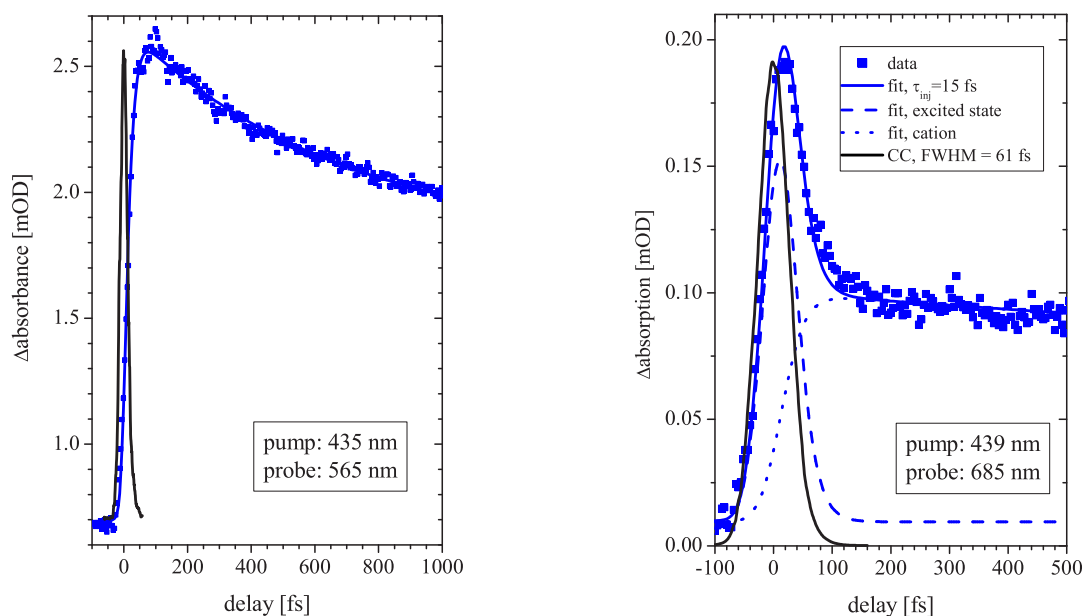 Δabsorbance [mOD]
2.5
2.0
1.5
1.0
pump: 435 nm
probe: 565 nm
0 200 400 600 800 1000
delay [fs]
Δabsorption [mOD]
0.20
0.15
0.10
0.05
0.00
data
fit, τinj=15 fs
fit, excited state
fit, cation
CC, FWHM = 61 fs
pump: 439 nm
probe: 685 nm
-100 0 100 200 300 400 500
delay [fs]